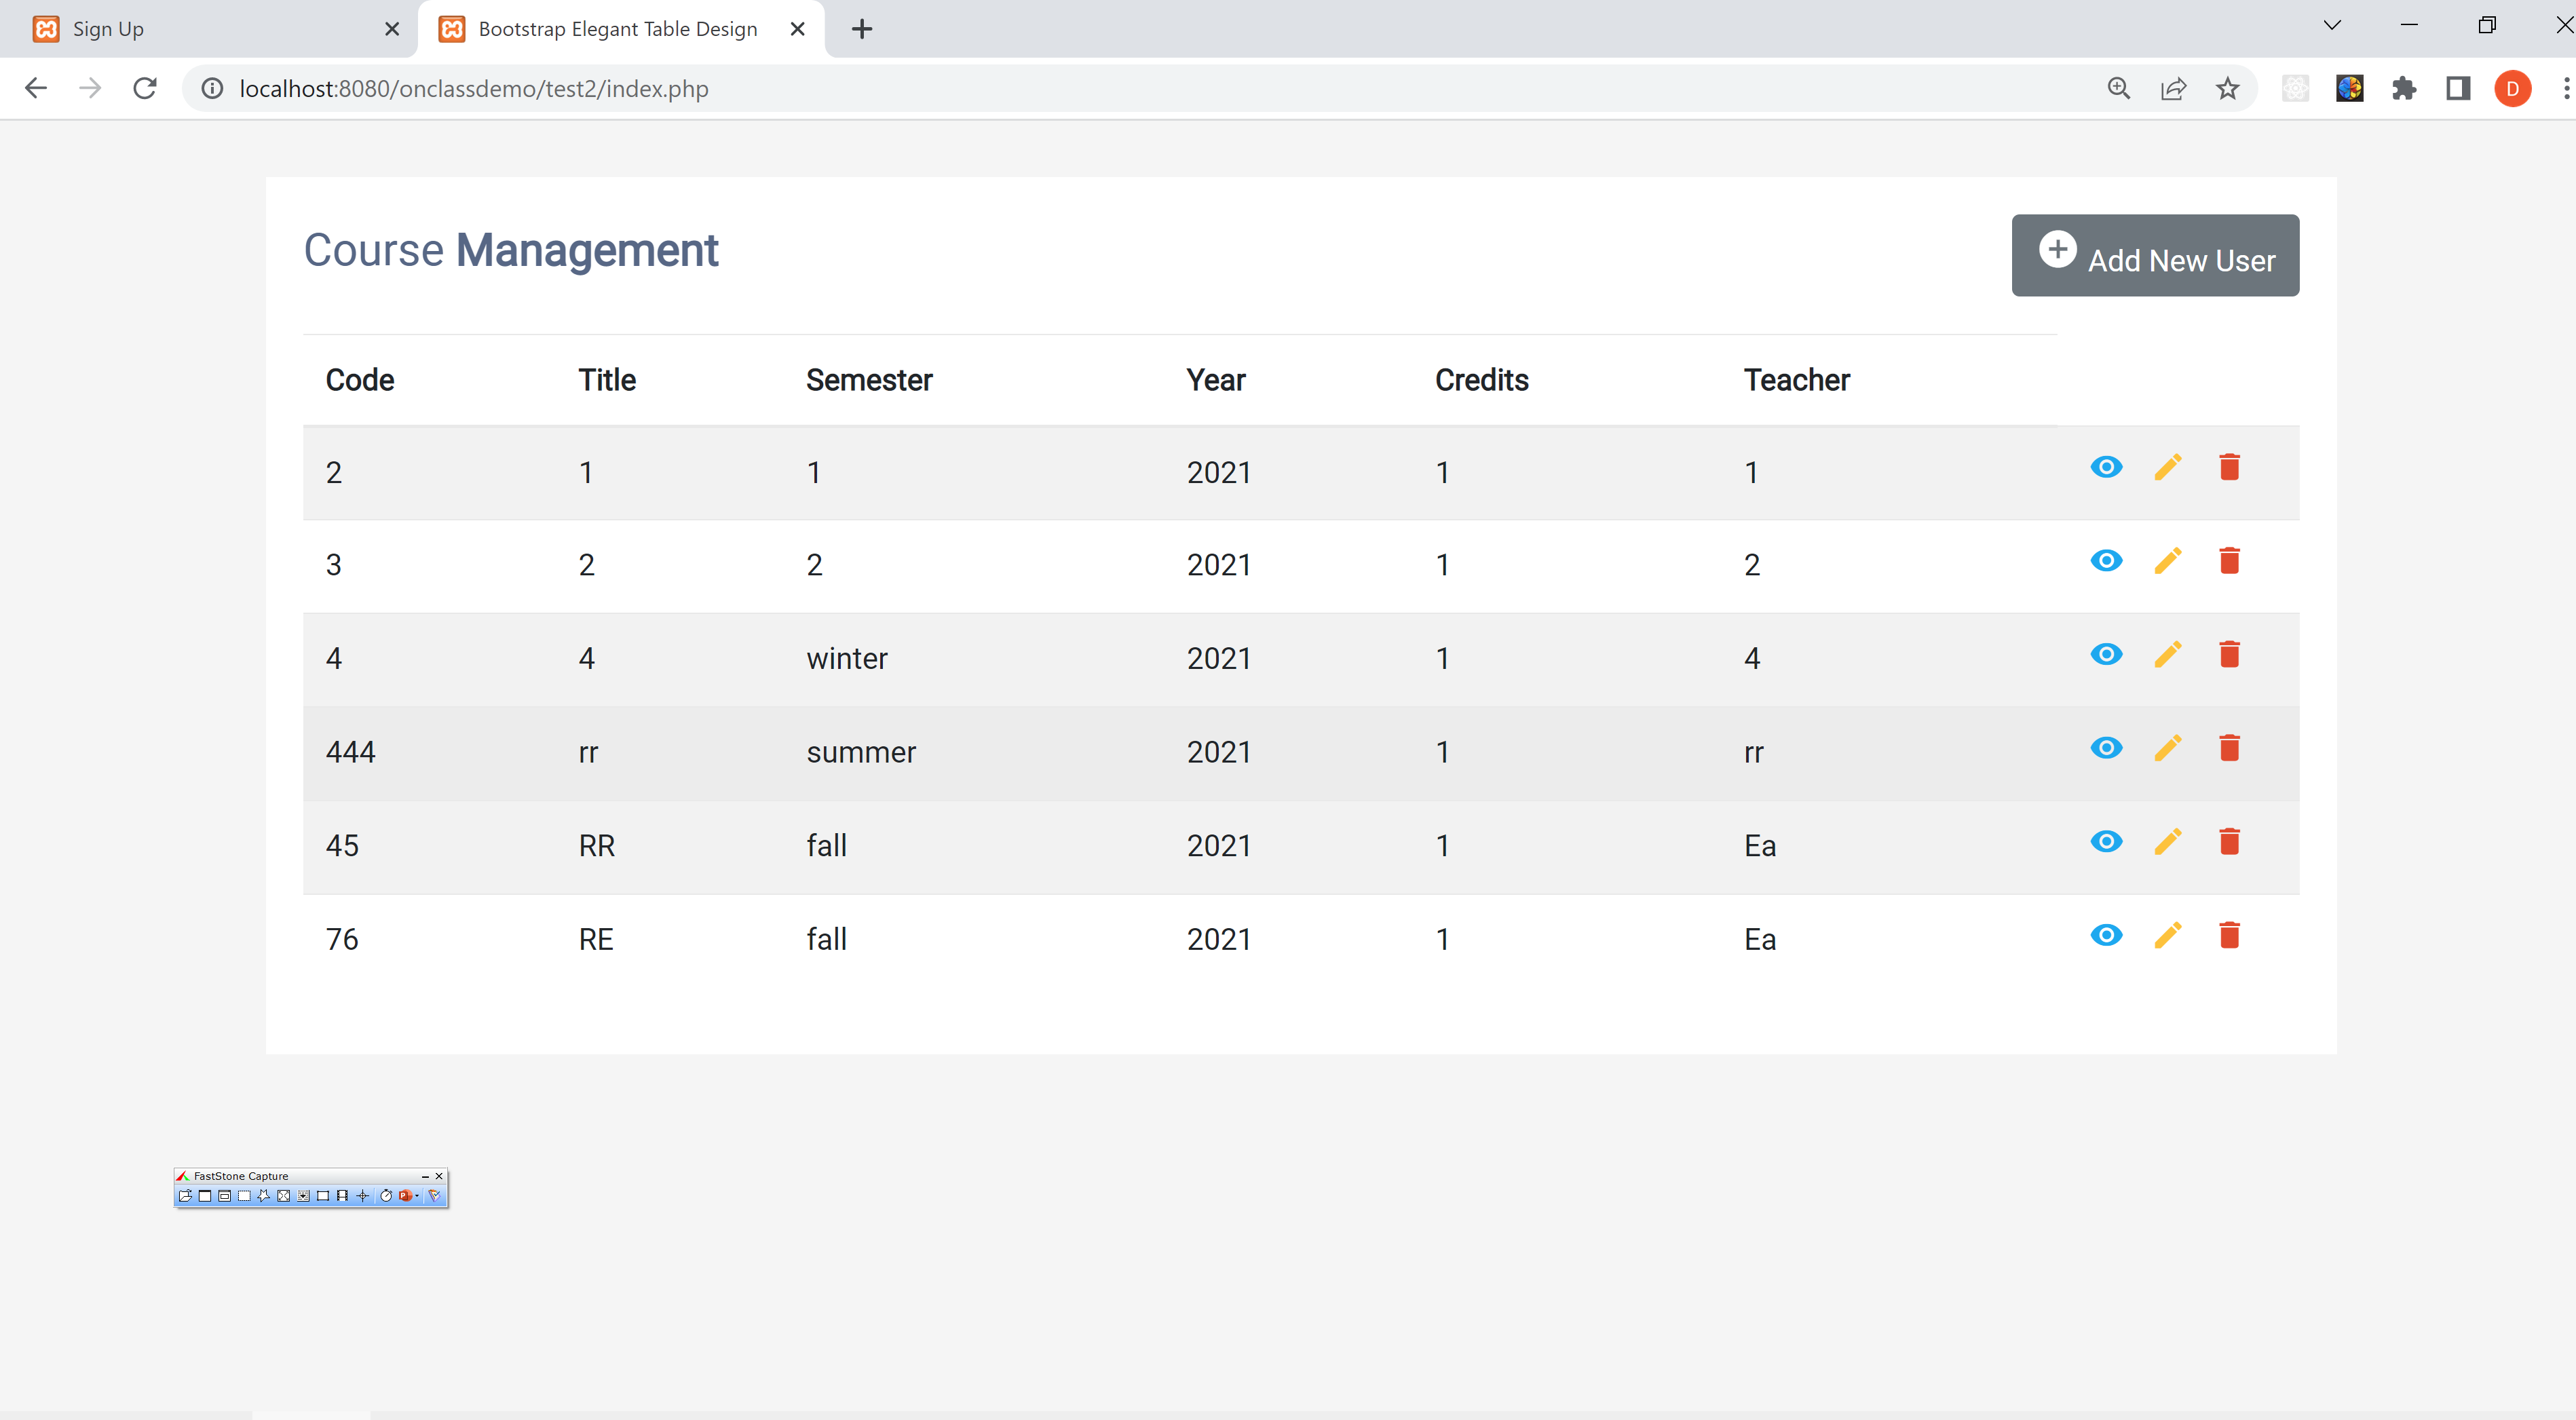 Sign Up
Bootstrap Elegant Table Design
localhost:8080/onclassdemo/test2/index.php
D
Course Management
Add New User
Code Title Semester Year Credits Teacher
2 1 1 2021 1 1
3 2 2 2021 1 2
4 4 winter 2021 1 4
444 rr summer 2021 1 rr
45 RR fall 2021 1 Ea
76 RE fall 2021 1 Ea
FastStone Capture